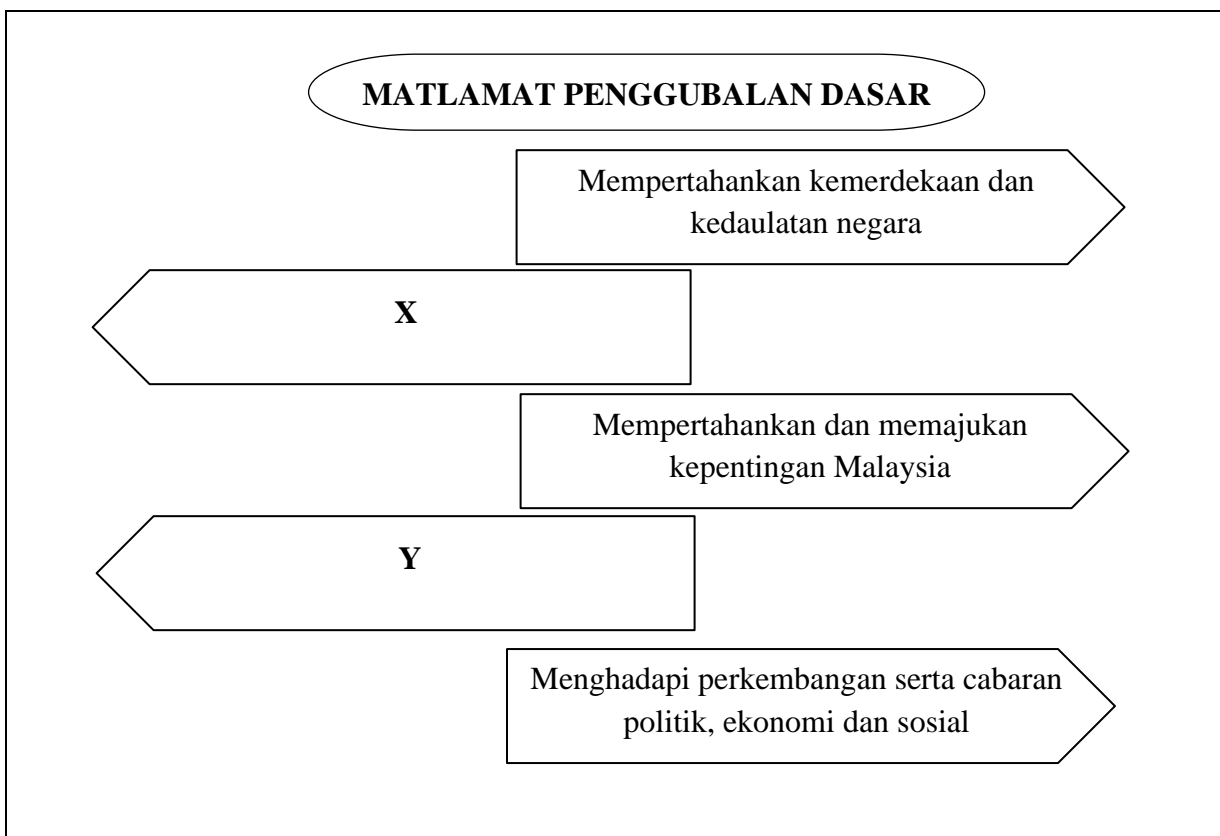 MATLAMAT PENGGUBALAN DASAR
Mempertahankan kemerdekaan dan
kedaulatan negara
X
Mempertahankan dan memajukan
kepentingan Malaysia
Y
Menghadapi perkembangan serta cabaran
politik, ekonomi dan sosial